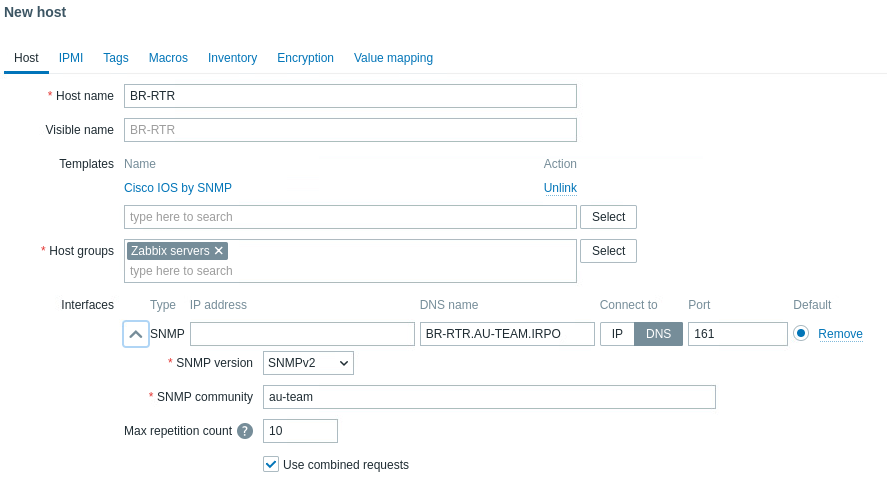 New host
Host IPMI Tags Macros Inventory Encryption Value mapping
* Host name BR-RTR
Visible name BR-RTR
Templates Name Action
Cisco IOS by SNMP Unlink
type here to search Select
* Host groups Zabbix servers ✕ Select
type here to search
Interfaces Type IP address DNS name Connect to Port Default
SNMP BR-RTR.AU-TEAM.IRPO IP DNS 161 Remove
* SNMP version SNMPv2
* SNMP community au-team
Max repetition count ? 10
Use combined requests